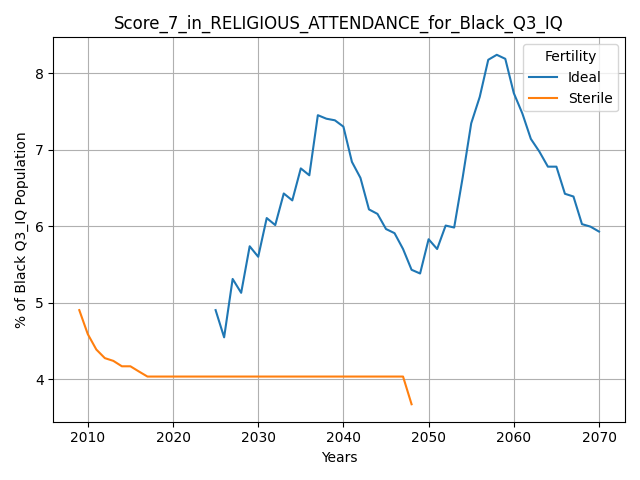 Score_7_in_RELIGIOUS_ATTENDANCE_for_Black_Q3_IQ
% of Black Q3_IQ Population
8
7
6
5
4
Fertility
Ideal
Sterile
2010 2020 2030 2040 2050 2060 2070
Years